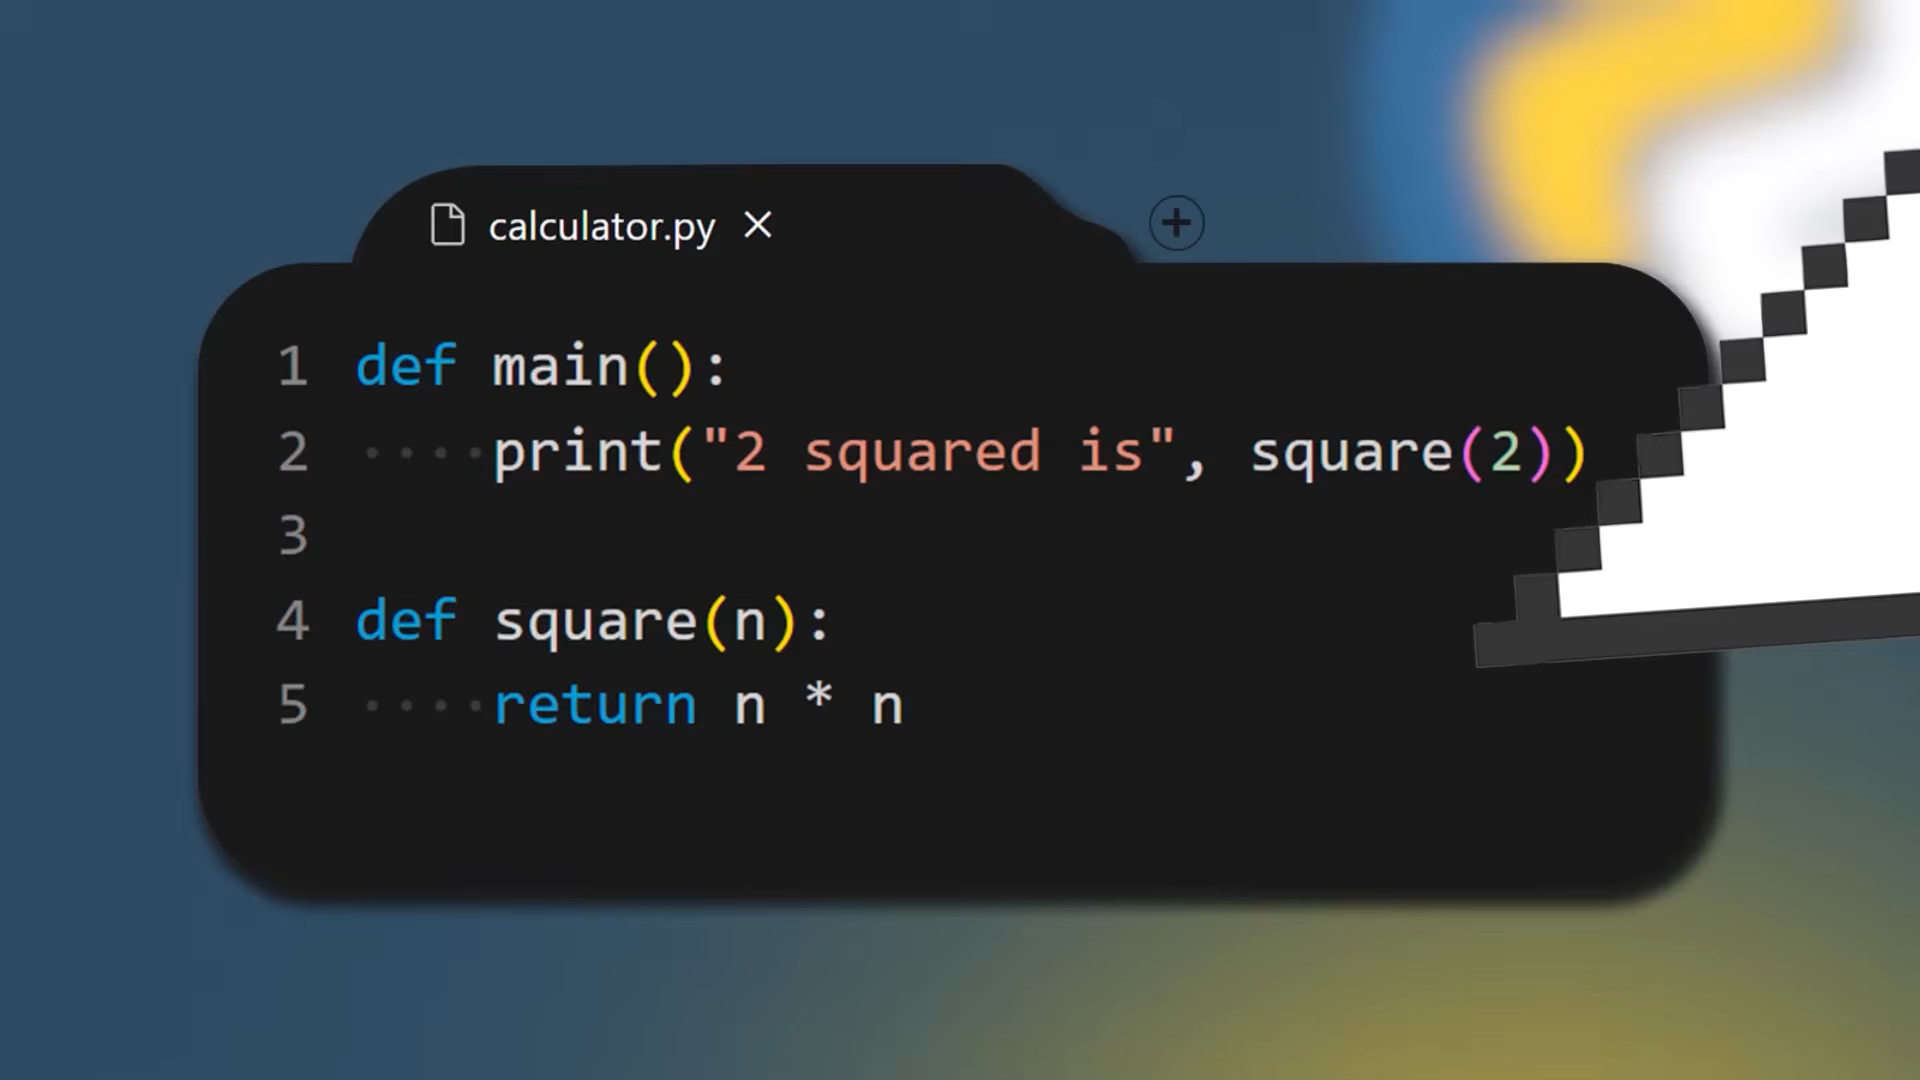 calculator.py
1 def main():
2 ····print("2 squared is", square(2))
3
4 def square(n):
5 ····return n * n